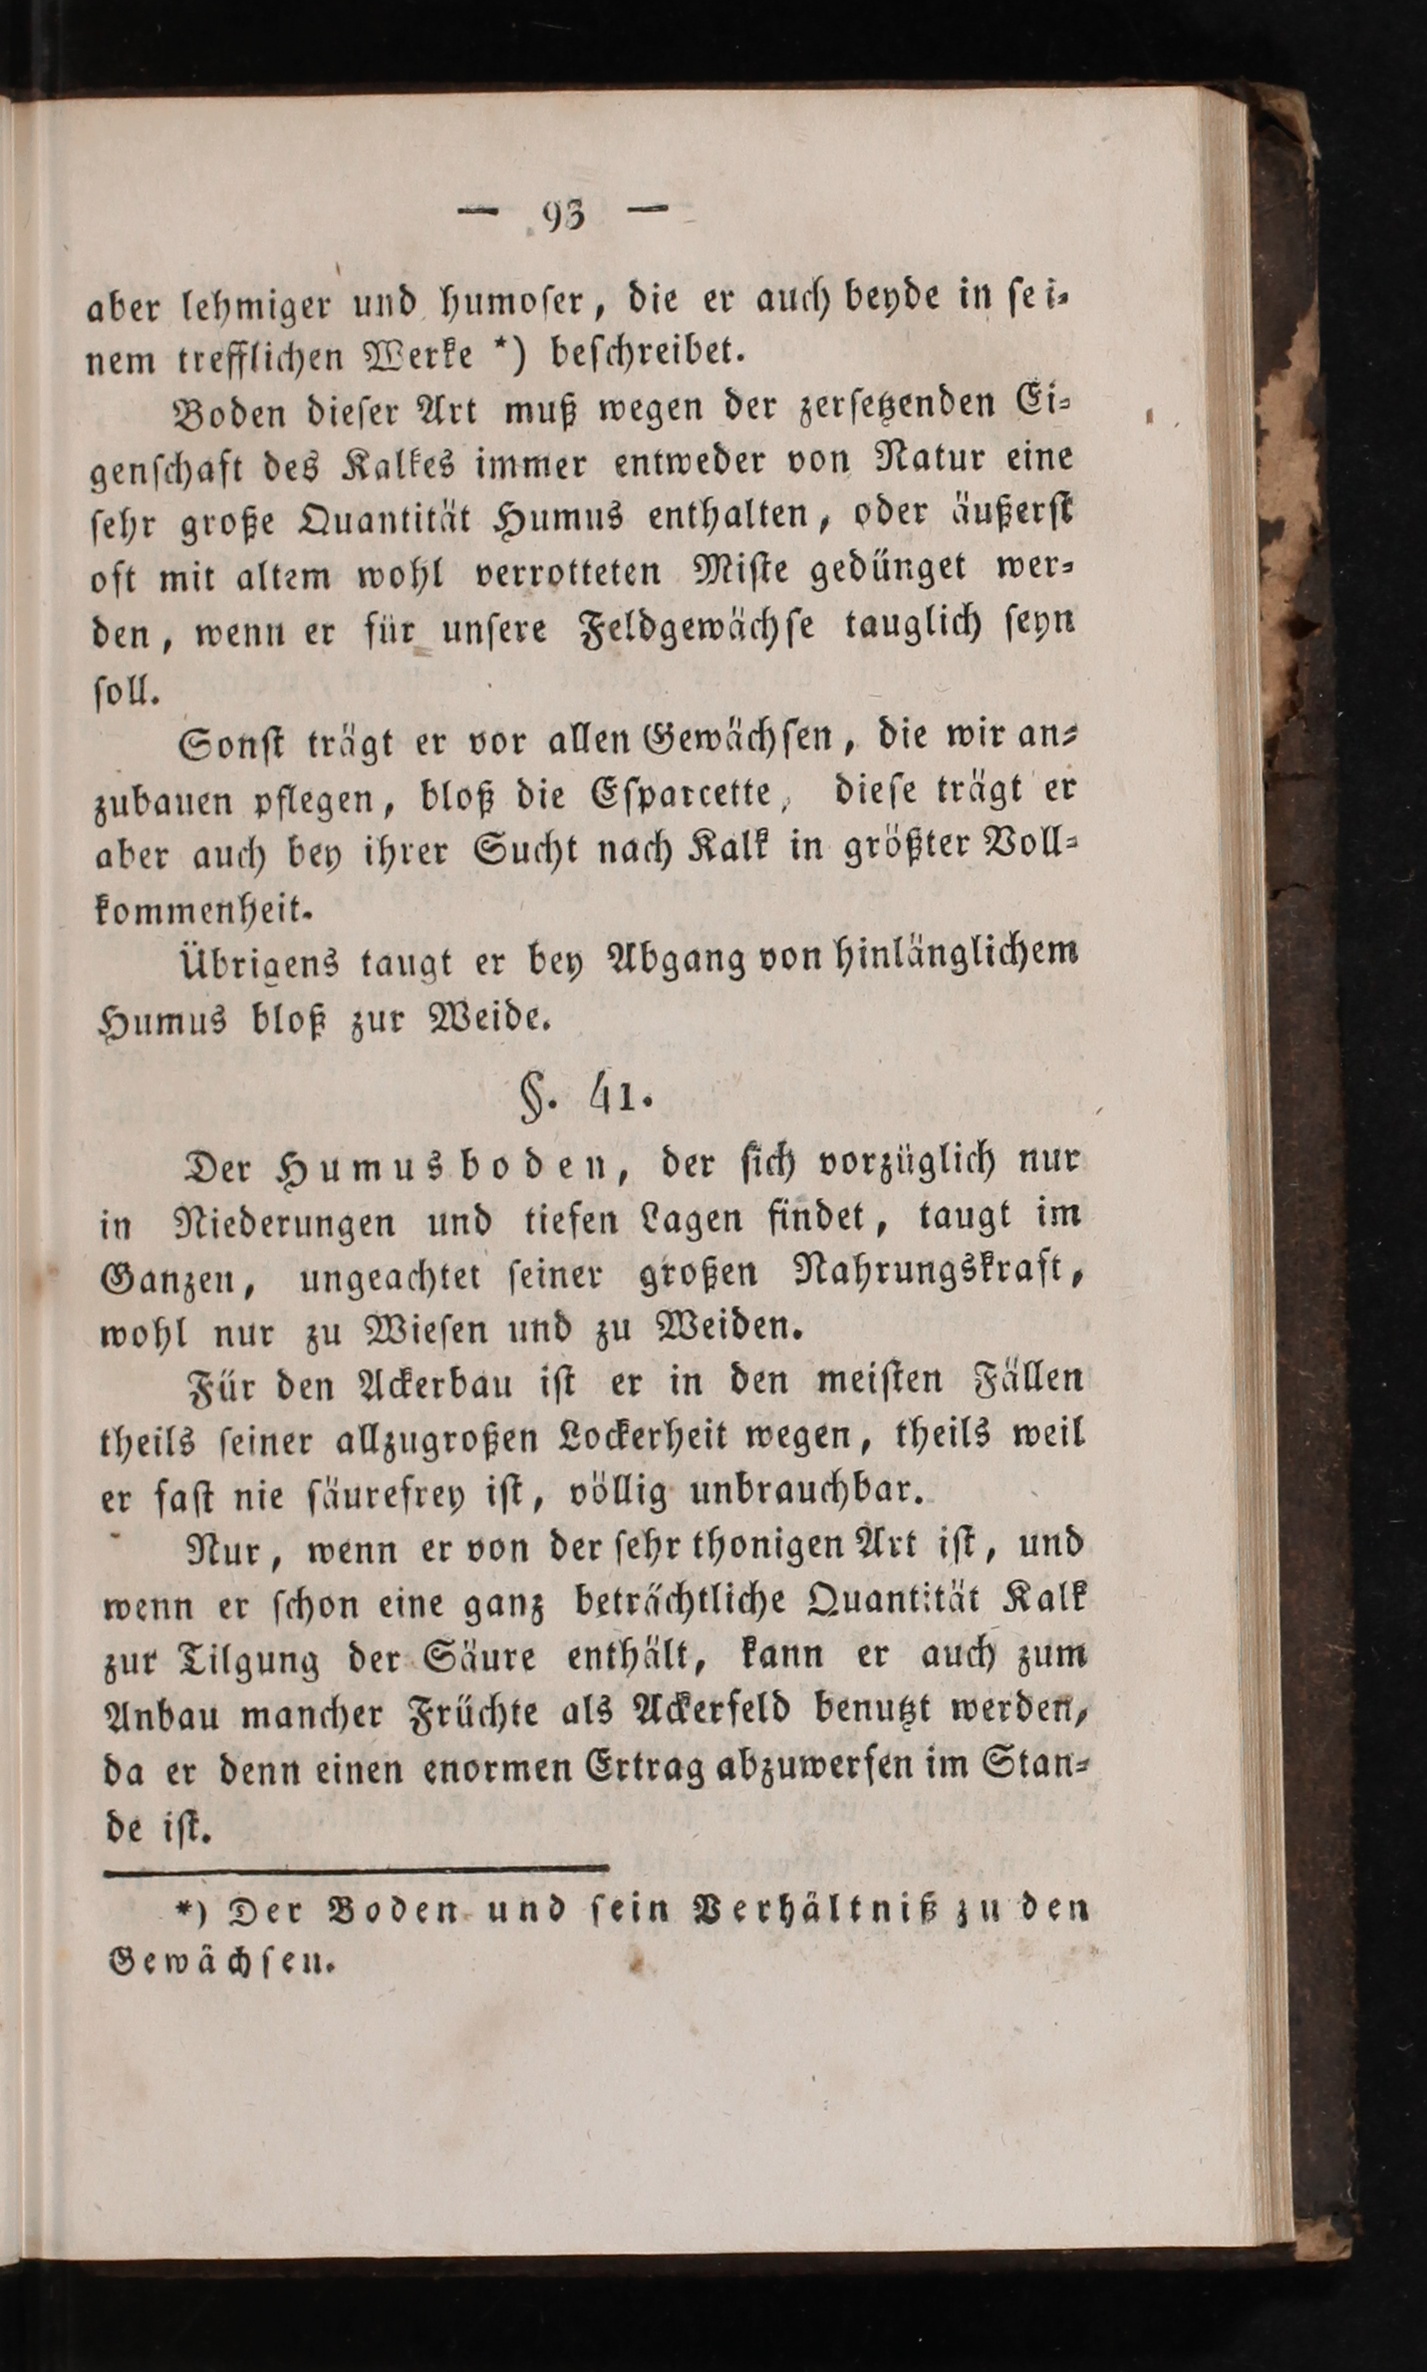 — 93 —
aber lehmiger und humoſer, die er auch beyde in ſei⸗
nem trefflichen Werke *) beſchreibet.
Boden dieſer Art muß wegen der zerſetzenden Ei⸗
genſchaft des Kalkes immer entweder von Natur eine
ſehr große Quantität Humus enthalten, oder äußerſt
oft mit altem wohl verrotteten Miſte gedünget wer⸗
den, wenn er für unſere Feldgewächſe tauglich ſeyn
ſoll.
Sonſt trägt er vor allen Gewächſen, die wir an⸗
zubauen pflegen, bloß die Eſparcette, dieſe trägt er
aber auch bey ihrer Sucht nach Kalk in größter Voll⸗
kommenheit.
Übrigens taugt er bey Abgang von hinlänglichem
Humus bloß zur Weide.
§. 41.
Der Humusboden, der ſich vorzüglich nur
in Niederungen und tiefen Lagen findet, taugt im
Ganzen, ungeachtet ſeiner großen Nahrungskraft,
wohl nur zu Wieſen und zu Weiden.
Für den Ackerbau iſt er in den meiſten Fällen
theils ſeiner allzugroßen Lockerheit wegen, theils weil
er faſt nie ſäurefrey iſt, völlig unbrauchbar.
Nur, wenn er von der ſehr thonigen Art iſt, und
wenn er ſchon eine ganz beträchtliche Quantität Kalk
zur Tilgung der Säure enthält, kann er auch zum
Anbau mancher Früchte als Ackerfeld benutzt werden,
da er denn einen enormen Ertrag abzuwerfen im Stan⸗
de iſt.
*) Der Boden und ſein Verhältniß zu den
Gewächſen.